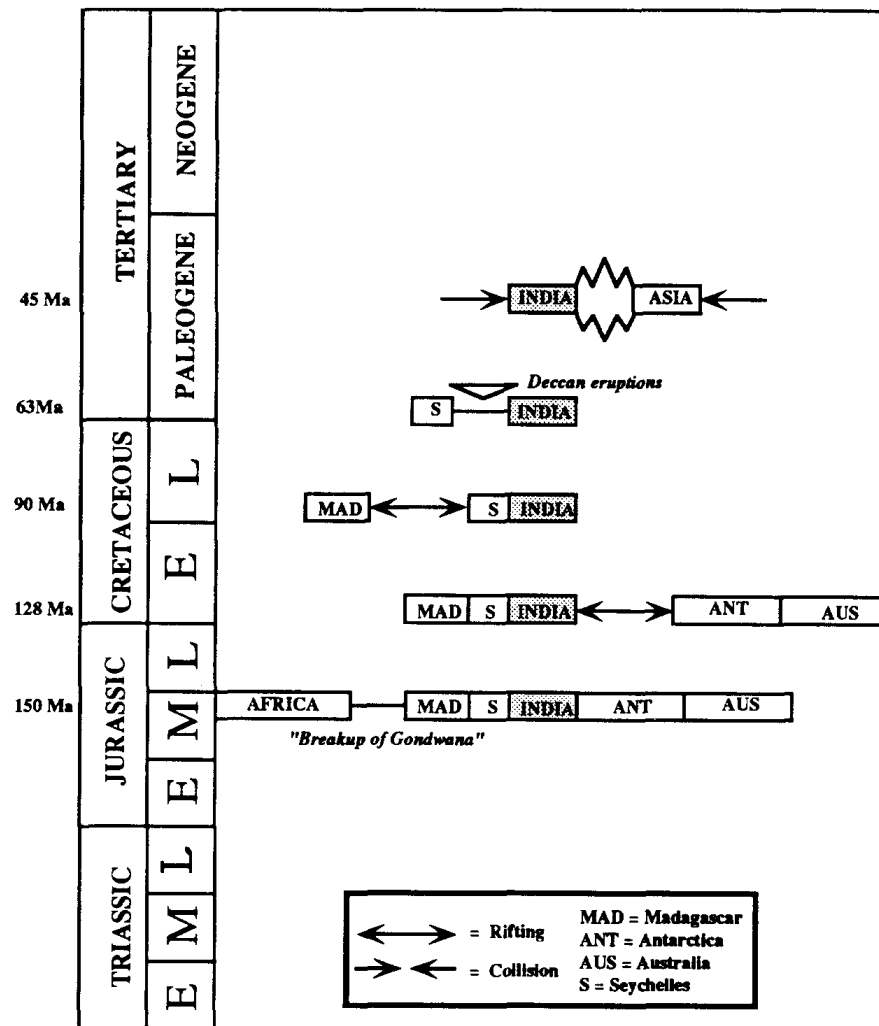 TERTIARY
NEOGENE
PALEOGENE
45 Ma
INDIA
ASIA
Deccan eruptions
63Ma
S
INDIA
CRETACEOUS
L
E
90 Ma
MAD
S
INDIA
128 Ma
MAD
S
INDIA
ANT
AUS
JURASSIC
L
M
E
150 Ma
AFRICA
MAD
S
INDIA
ANT
AUS
"Breakup of Gondwana"
TRIASSIC
L
M
E
= Rifting
= Collision
MAD = Madagascar
ANT = Antarctica
AUS = Australia
S = Seychelles